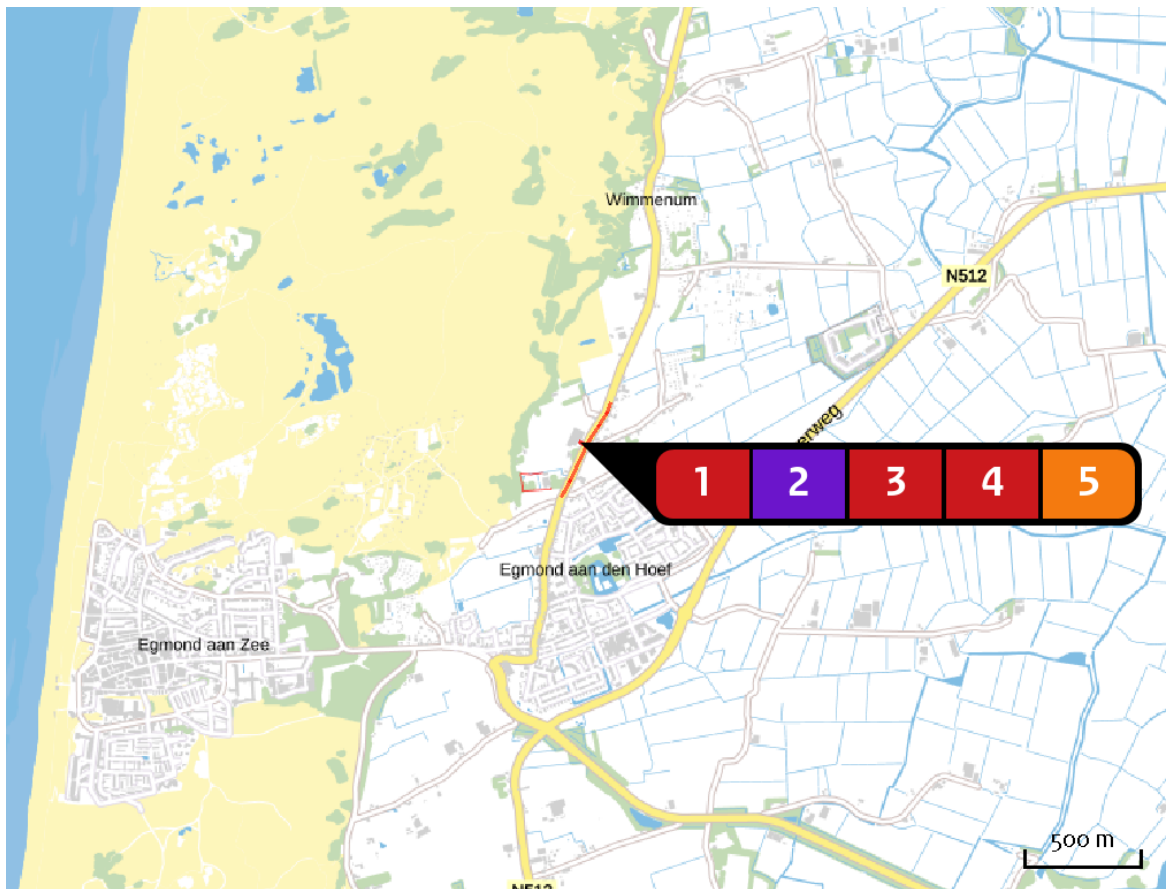 Wimmenum
N512
erweg
1 2 3 4 5
Egmond aan den Hoef
Egmond aan Zee
500 m
N512